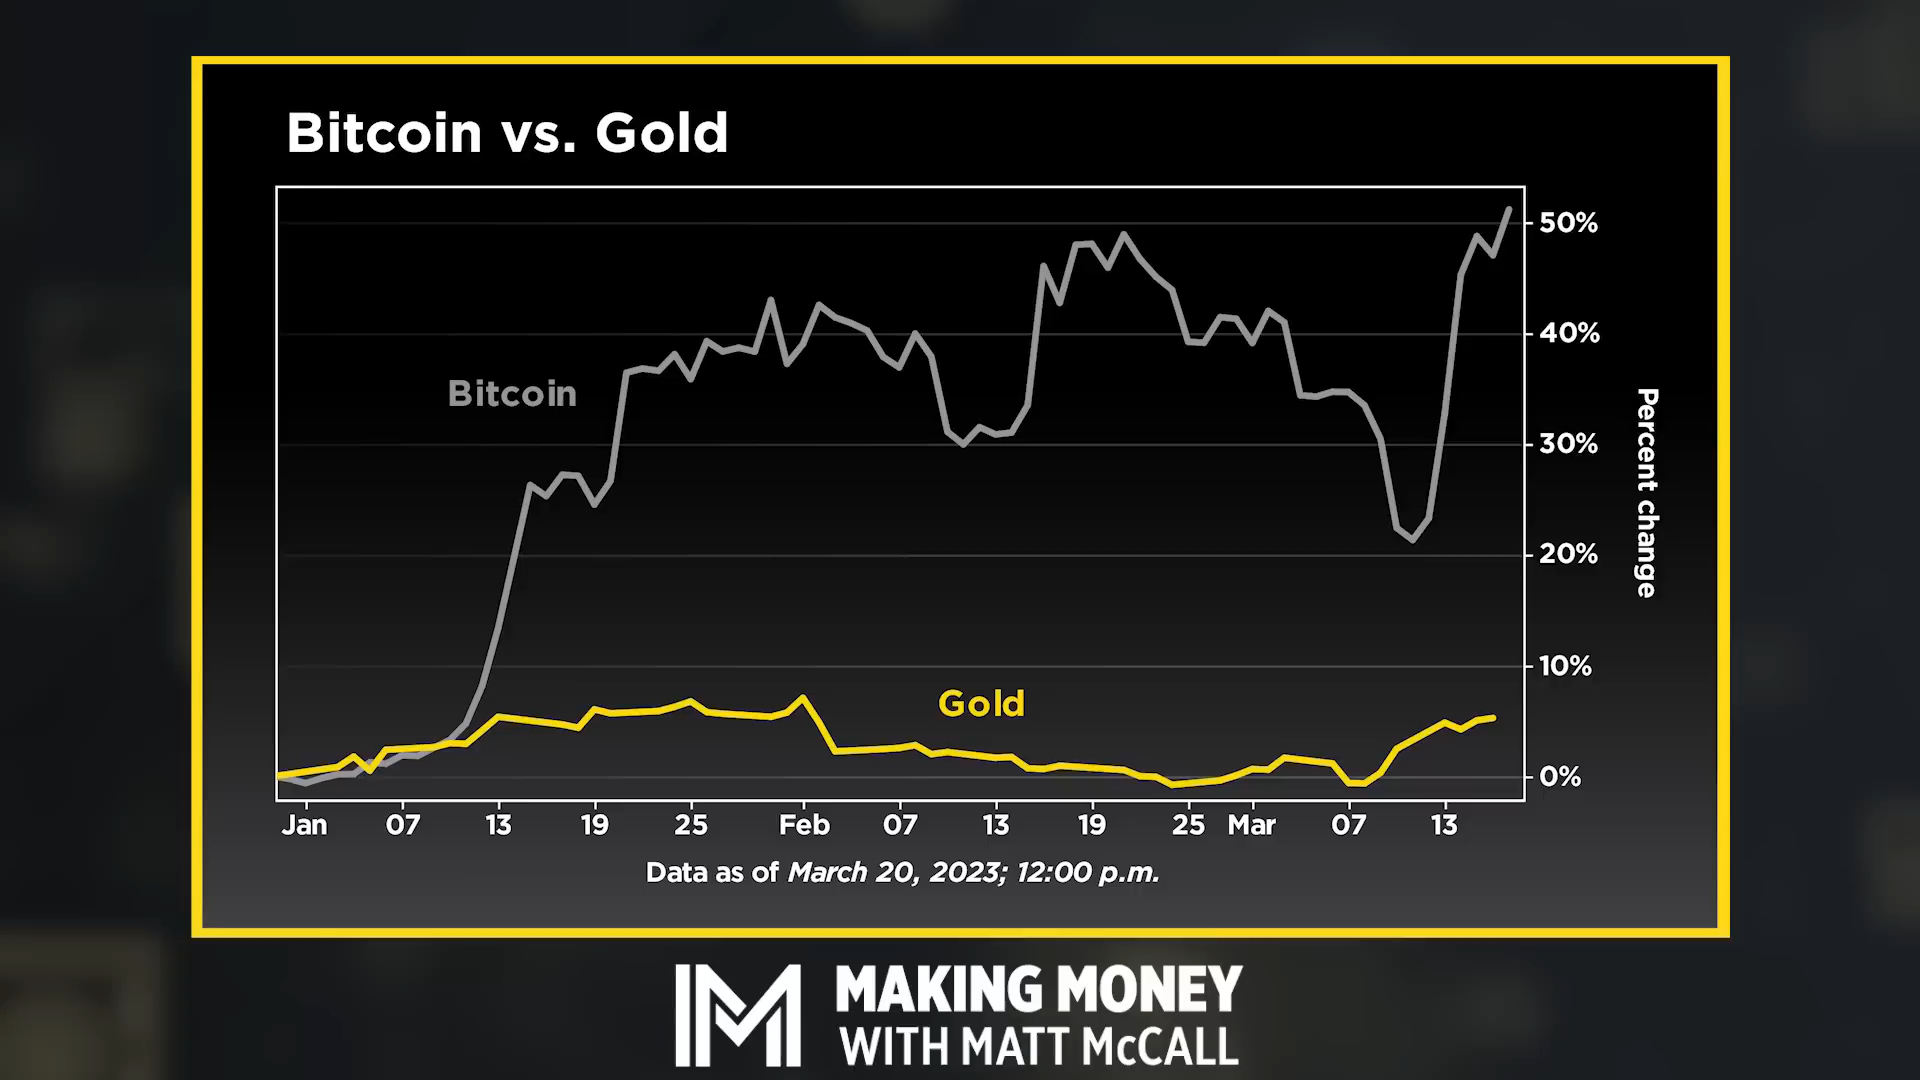 Bitcoin vs. Gold
50%
40%
30%
20%
10%
0%
Percent change
Bitcoin
Gold
Jan 07 13 19 25 Feb 07 13 19 25 Mar 07 13
Data as of March 20, 2023; 12:00 p.m.
MAKING MONEY
WITH MATT McCALL